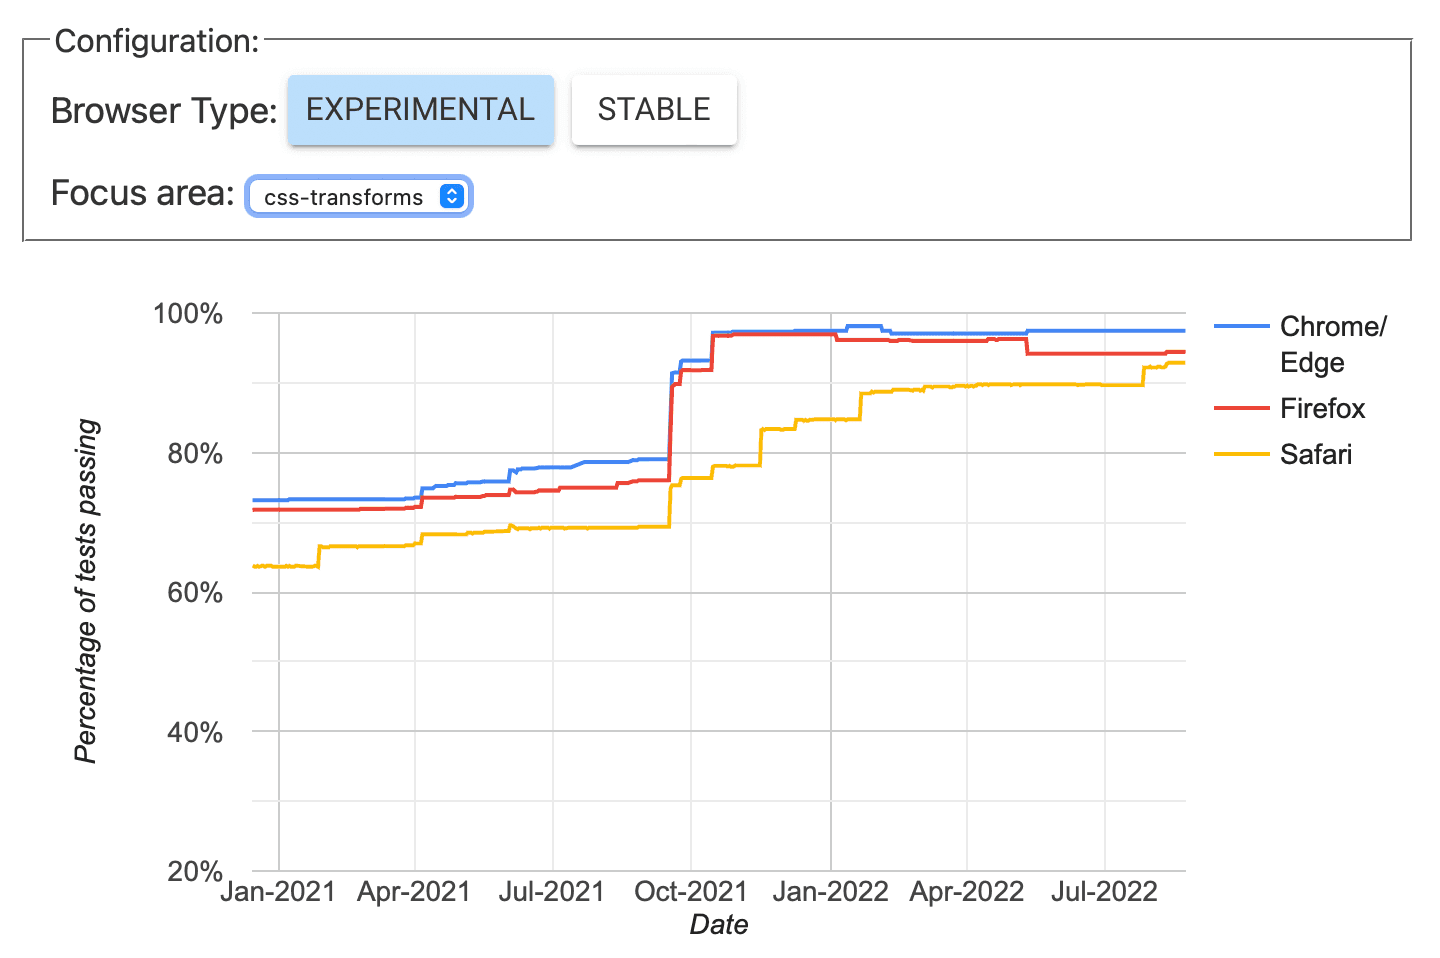 Configuration:
Browser Type: EXPERIMENTAL STABLE
Focus area: css-transforms
100%
80%
60%
40%
20%
Percentage of tests passing
Jan-2021 Apr-2021 Jul-2021 Oct-2021 Jan-2022 Apr-2022 Jul-2022
Date
Chrome/
Edge
Firefox
Safari